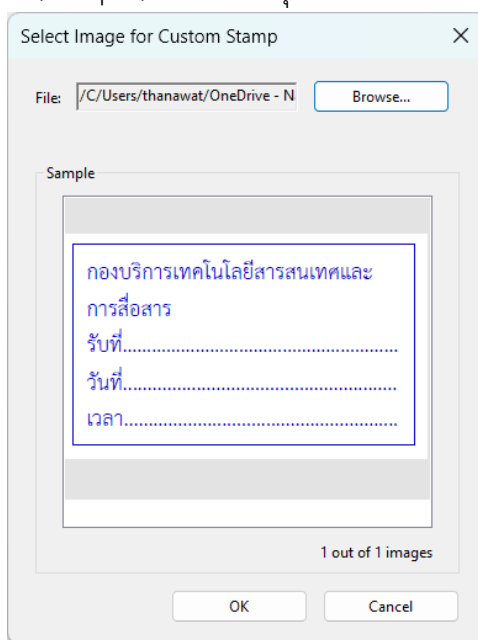 Select Image for Custom Stamp
File: /C/Users/thanawat/OneDrive - N Browse...
Sample
กองบริการเทคโนโลยีสารสนเทศและ
การสื่อสาร
รับที่....................................................
วันที่....................................................
เวลา....................................................
1 out of 1 images
OK Cancel